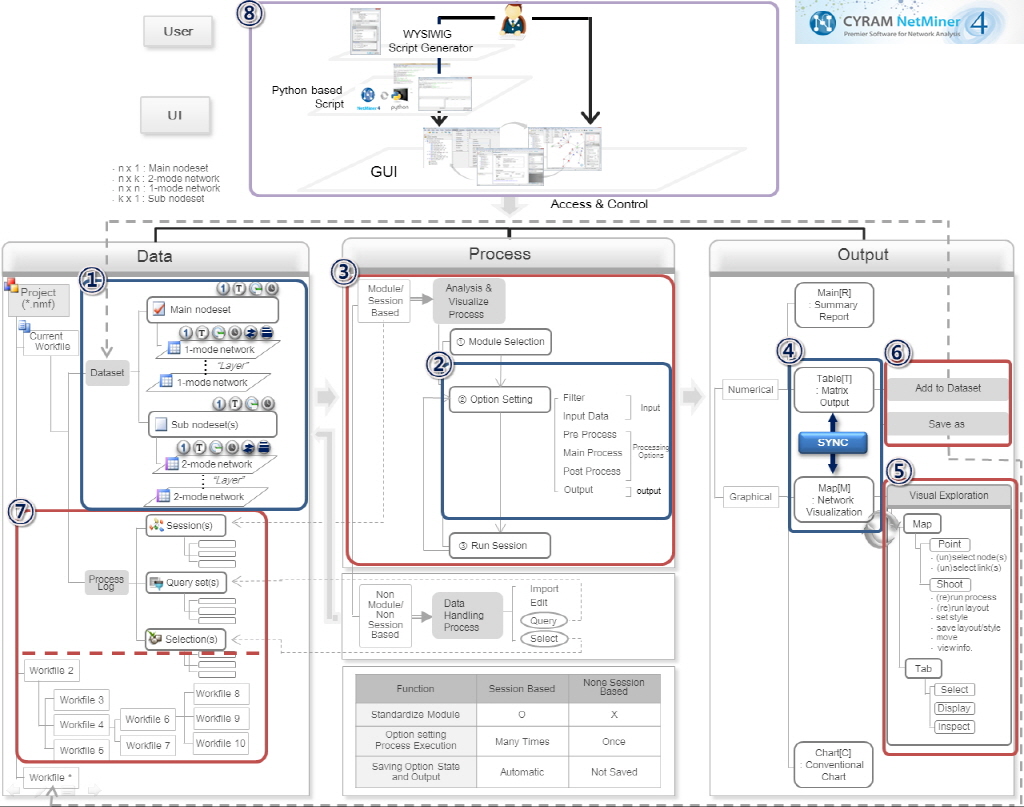 User
UI
- n x 1 : Main nodeset
- n x k : 2-mode network
- n x n : 1-mode network
- k x 1 : Sub nodeset
8
WYSIWIG
Script Generator
Python based
Script
NetMiner 4
python
GUI
Access & Control
CYRAM NetMiner 4
Premier Software for Network Analysis
Data
Project
(*.nmf)
Current
Workfile
1
Dataset
1 T
Main nodeset
1 T
1-mode network
"Layer"
1-mode network
1 T
Sub nodeset(s)
1 T
2-mode network
"Layer"
2-mode network
7
Process
Log
Session(s)
Query set(s)
Selection(s)
Workfile 2
Workfile 3
Workfile 4
Workfile 5
Workfile 6
Workfile 7
Workfile 8
Workfile 9
Workfile 10
Workfile *
Process
3
Module/
Session
Based
Analysis &
Visualize
Process
① Module Selection
2
② Option Setting
Filter
Input Data
Input
Pre Process
Main Process
Post Process
Processing
Options
Output
output
③ Run Session
Non
Module/
Non
Session
Based
Data
Handling
Process
Import
Edit
Query
Select
Function
Session Based
None Session
Based
Standardize Module
O
X
Option setting
Process Execution
Many Times
Once
Saving Option State
and Output
Automatic
Not Saved
Output
Main[R]
: Summary
Report
4
Numerical
Table[T]
: Matrix
Output
SYNC
Graphical
Map[M]
: Network
Visualization
6
Add to Dataset
Save as
5
Visual Exploration
Map
Point
- (un)select node(s)
- (un)select link(s)
Shoot
- (re)run process
- (re)run layout
- set style
- save layout/style
- move
- view info.
Tab
Select
Display
Inspect
Chart[C]
: Conventional
Chart